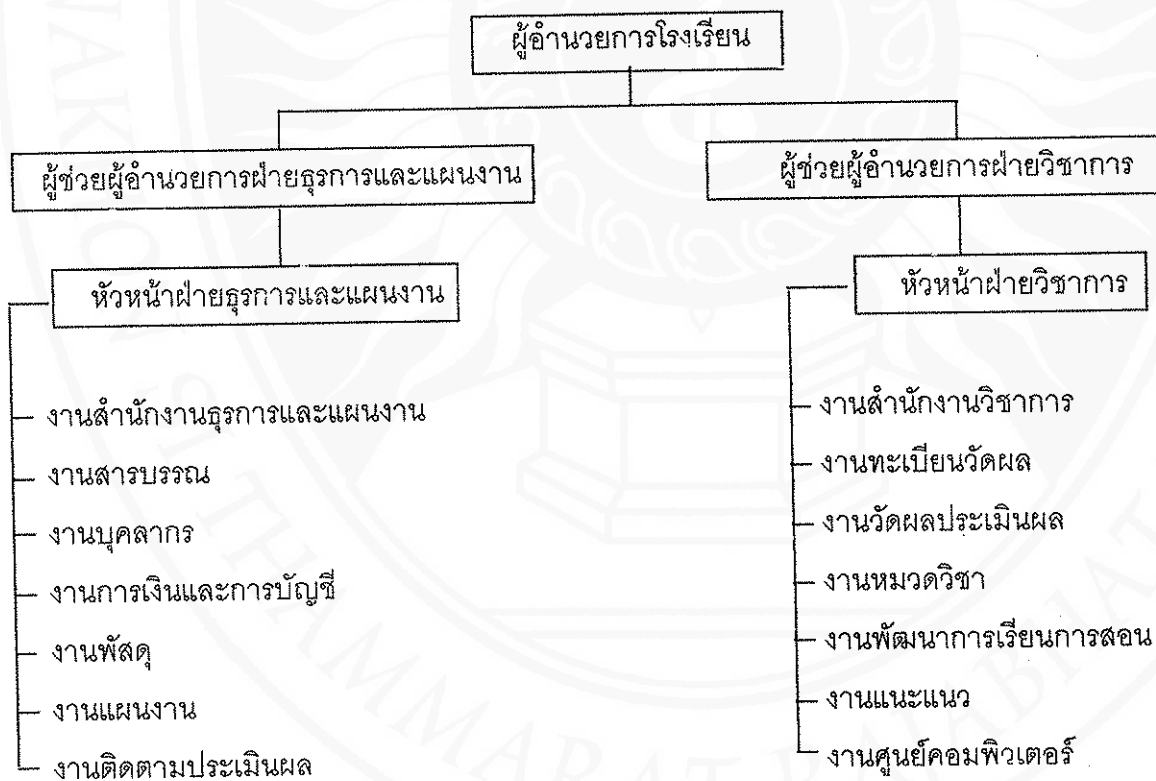 ผู้อำนวยการโรงเรียน
ผู้ช่วยผู้อำนวยการฝ่ายธุรการและแผนงาน
ผู้ช่วยผู้อำนวยการฝ่ายวิชาการ
หัวหน้าฝ่ายธุรการและแผนงาน
หัวหน้าฝ่ายวิชาการ
งานสำนักงานธุรการและแผนงาน
งานสารบรรณ
งานบุคลากร
งานการเงินและการบัญชี
งานพัสดุ
งานแผนงาน
งานติดตามประเมินผล
งานสำนักงานวิชาการ
งานทะเบียนวัดผล
งานวัดผลประเมินผล
งานหมวดวิชา
งานพัฒนาการเรียนการสอน
งานแนะแนว
งานศูนย์คอมพิวเตอร์